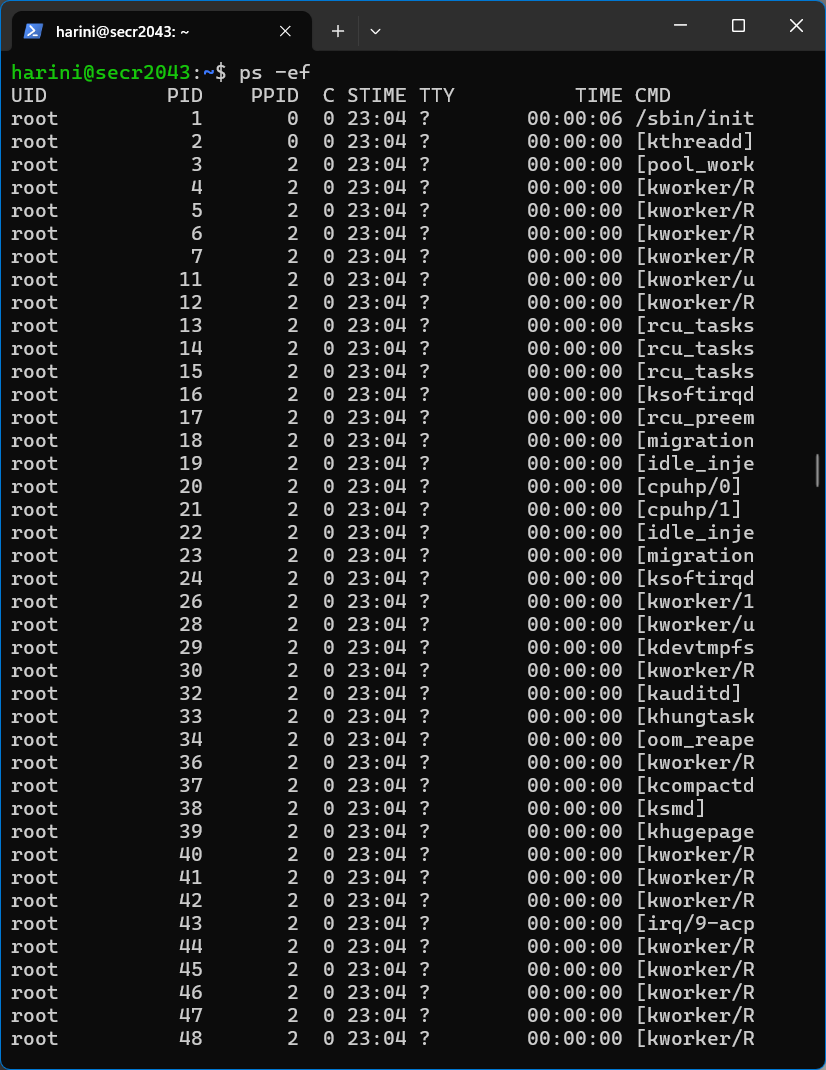 harini@secr2043: ~
harini@secr2043:~$ ps -ef
UID          PID    PPID  C STIME TTY          TIME CMD
root           1       0  0 23:04 ?        00:00:06 /sbin/init
root           2       0  0 23:04 ?        00:00:00 [kthreadd]
root           3       2  0 23:04 ?        00:00:00 [pool_work
root           4       2  0 23:04 ?        00:00:00 [kworker/R
root           5       2  0 23:04 ?        00:00:00 [kworker/R
root           6       2  0 23:04 ?        00:00:00 [kworker/R
root           7       2  0 23:04 ?        00:00:00 [kworker/R
root          11       2  0 23:04 ?        00:00:00 [kworker/u
root          12       2  0 23:04 ?        00:00:00 [kworker/R
root          13       2  0 23:04 ?        00:00:00 [rcu_tasks
root          14       2  0 23:04 ?        00:00:00 [rcu_tasks
root          15       2  0 23:04 ?        00:00:00 [rcu_tasks
root          16       2  0 23:04 ?        00:00:00 [ksoftirqd
root          17       2  0 23:04 ?        00:00:00 [rcu_preem
root          18       2  0 23:04 ?        00:00:00 [migration
root          19       2  0 23:04 ?        00:00:00 [idle_inje
root          20       2  0 23:04 ?        00:00:00 [cpuhp/0]
root          21       2  0 23:04 ?        00:00:00 [cpuhp/1]
root          22       2  0 23:04 ?        00:00:00 [idle_inje
root          23       2  0 23:04 ?        00:00:00 [migration
root          24       2  0 23:04 ?        00:00:00 [ksoftirqd
root          26       2  0 23:04 ?        00:00:00 [kworker/1
root          28       2  0 23:04 ?        00:00:00 [kworker/u
root          29       2  0 23:04 ?        00:00:00 [kdevtmpfs
root          30       2  0 23:04 ?        00:00:00 [kworker/R
root          32       2  0 23:04 ?        00:00:00 [kauditd]
root          33       2  0 23:04 ?        00:00:00 [khungtask
root          34       2  0 23:04 ?        00:00:00 [oom_reape
root          36       2  0 23:04 ?        00:00:00 [kworker/R
root          37       2  0 23:04 ?        00:00:00 [kcompactd
root          38       2  0 23:04 ?        00:00:00 [ksmd]
root          39       2  0 23:04 ?        00:00:00 [khugepage
root          40       2  0 23:04 ?        00:00:00 [kworker/R
root          41       2  0 23:04 ?        00:00:00 [kworker/R
root          42       2  0 23:04 ?        00:00:00 [kworker/R
root          43       2  0 23:04 ?        00:00:00 [irq/9-acp
root          44       2  0 23:04 ?        00:00:00 [kworker/R
root          45       2  0 23:04 ?        00:00:00 [kworker/R
root          46       2  0 23:04 ?        00:00:00 [kworker/R
root          47       2  0 23:04 ?        00:00:00 [kworker/R
root          48       2  0 23:04 ?        00:00:00 [kworker/R